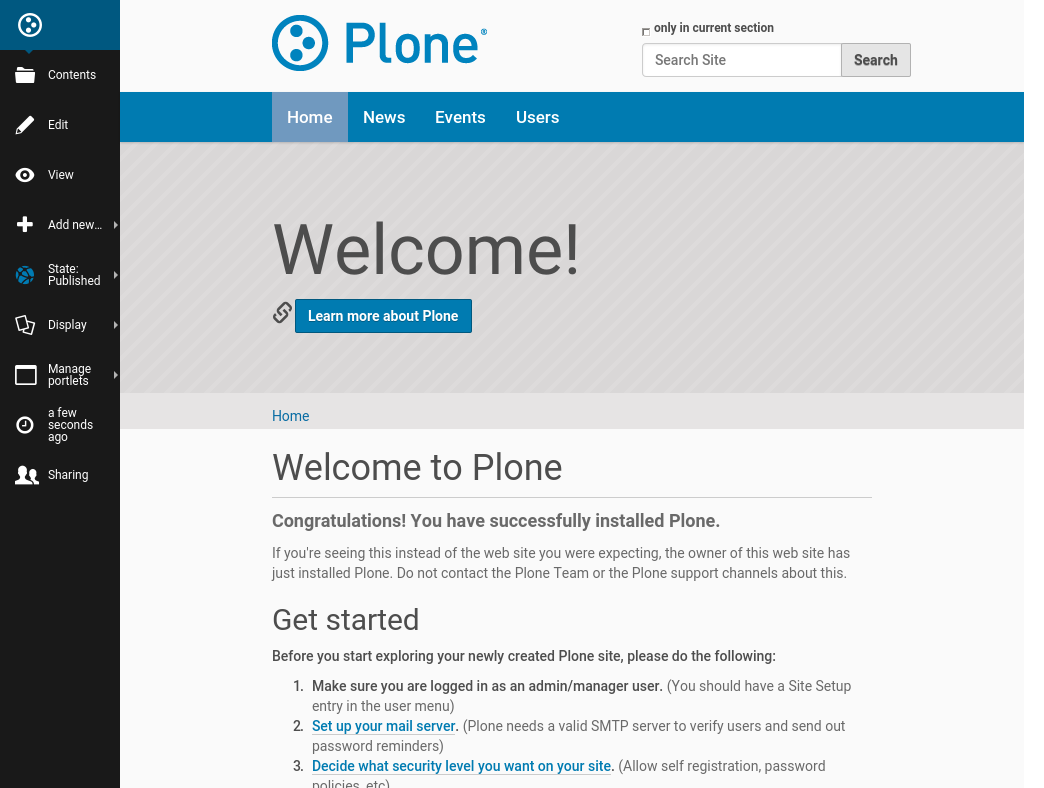 Plone®
only in current section
Search Site
Search
Contents
Edit
View
Add new…
State:
Published
Display
Manage
portlets
a few
seconds
ago
Sharing
Home
News
Events
Users
Welcome!
Learn more about Plone
Home
Welcome to Plone
Congratulations! You have successfully installed Plone.
If you're seeing this instead of the web site you were expecting, the owner of this web site has
just installed Plone. Do not contact the Plone Team or the Plone support channels about this.
Get started
Before you start exploring your newly created Plone site, please do the following:
1. Make sure you are logged in as an admin/manager user. (You should have a Site Setup
entry in the user menu)
2. Set up your mail server. (Plone needs a valid SMTP server to verify users and send out
password reminders)
3. Decide what security level you want on your site. (Allow self registration, password
policies, etc)